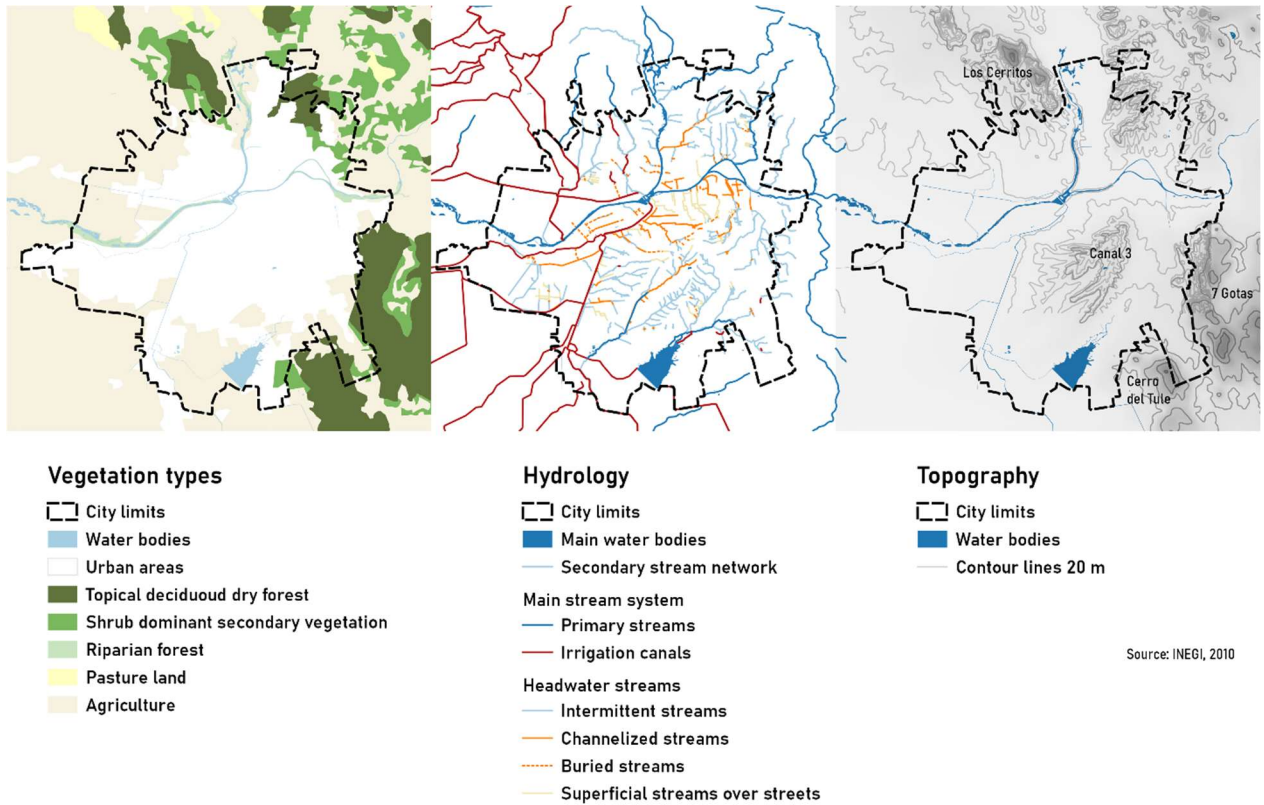 Los Cerritos
Canal 3
7 Gotas
Cerro
del Tule
Vegetation types
City limits
Water bodies
Urban areas
Topical deciduoud dry forest
Shrub dominant secondary vegetation
Riparian forest
Pasture land
Agriculture
Hydrology
City limits
Main water bodies
Secondary stream network
Main stream system
Primary streams
Irrigation canals
Headwater streams
Intermittent streams
Channelized streams
Buried streams
Superficial streams over streets
Topography
City limits
Water bodies
Contour lines 20 m
Source: INEGI, 2010